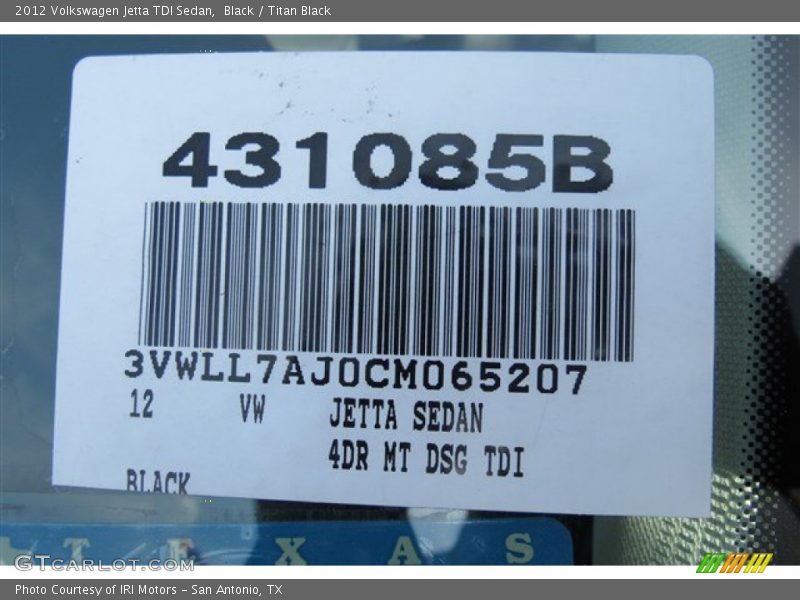 2012 Volkswagen Jetta TDI Sedan,  Black / Titan Black
431085B
3VWLL7AJ0CM065207
12 VW JETTA SEDAN
4DR MT DSG TDI
BLACK
TEXAS
GTCARLOT.COM
Photo Courtesy of IRI Motors - San Antonio, TX